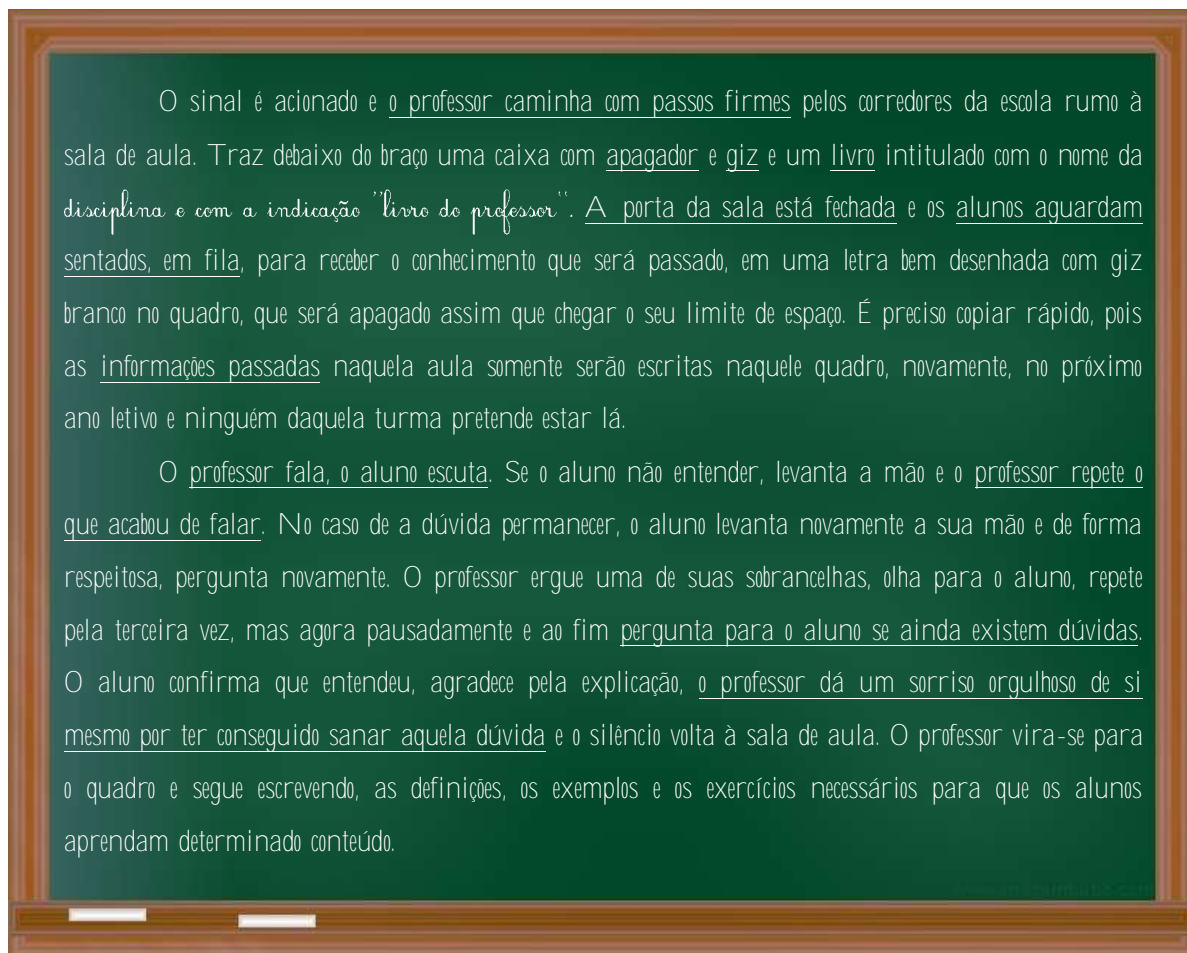 O sinal é acionado e o professor caminha com passos firmes pelos corredores da escola rumo à
sala de aula. Traz debaixo do braço uma caixa com apagador e giz e um livro intitulado com o nome da
disciplina e com a indicação "livro do professor". A porta da sala está fechada e os alunos aguardam
sentados, em fila, para receber o conhecimento que será passado, em uma letra bem desenhada com giz
branco no quadro, que será apagado assim que chegar o seu limite de espaço. É preciso copiar rápido, pois
as informações passadas naquela aula somente serão escritas naquele quadro, novamente, no próximo
ano letivo e ninguém daquela turma pretende estar lá.
O professor fala, o aluno escuta. Se o aluno não entender, levanta a mão e o professor repete o
que acabou de falar. No caso de a dúvida permanecer, o aluno levanta novamente a sua mão e de forma
respeitosa, pergunta novamente. O professor ergue uma de suas sobrancelhas, olha para o aluno, repete
pela terceira vez, mas agora pausadamente e ao fim pergunta para o aluno se ainda existem dúvidas.
O aluno confirma que entendeu, agradece pela explicação, o professor dá um sorriso orgulhoso de si
mesmo por ter conseguido sanar aquela dúvida e o silêncio volta à sala de aula. O professor vira-se para
o quadro e segue escrevendo, as definições, os exemplos e os exercícios necessários para que os alunos
aprendam determinado conteúdo.